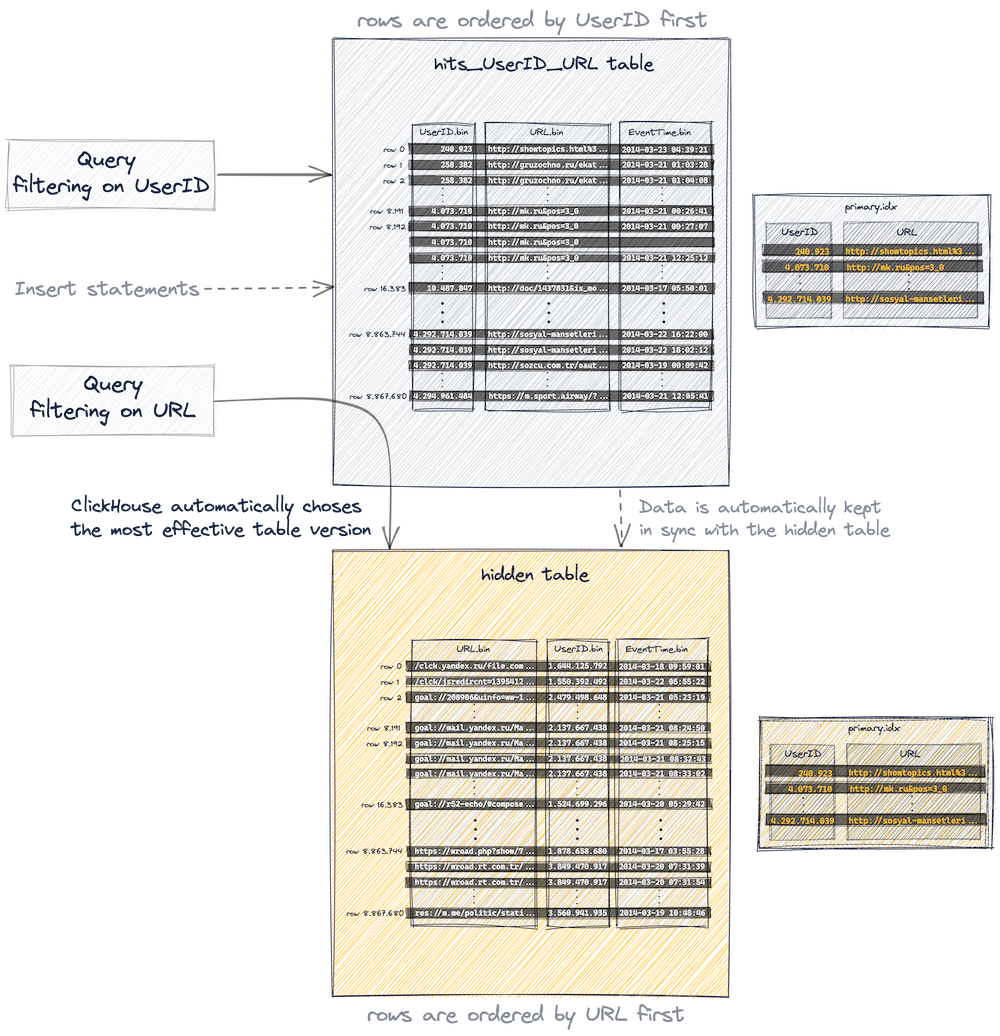 rows are ordered by UserID first
hits_UserID_URL table
UserID.bin URL.bin EventTime.bin
row 0 240.923 http://showtopics.html%3... 2014-03-23 04:39:21
row 1 258.382 http://gruzochno.ru/ekat... 2014-03-21 01:03:28
row 2 258.382 http://gruzochno.ru/ekat... 2014-03-21 01:04:08
row 8.191 4.073.710 http://mk.ru&pos=3_0 2014-03-21 00:26:41
row 8.192 4.073.710 http://mk.ru&pos=3_0 2014-03-21 00:27:07
4.073.710 http://mk.ru&pos=3_0
4.073.710 http://mk.ru&pos=3_0 2014-03-21 12:25:12
row 16.383 10.487.847 http://doc/1437831&is_mo... 2014-03-17 05:50:01
row 8.863.744 4.292.714.039 http://sosyal-mansetleri... 2014-03-22 16:22:00
4.292.714.039 http://sosyal-mansetleri... 2014-03-22 18:02:12
4.292.714.039 http://sozcu.com.tr/oaut... 2014-03-19 00:09:42
row 8.867.680 4.294.961.484 https://m.sport.airway/?... 2014-03-21 12:05:41
Query
filtering on UserID
Insert statements
Query
filtering on URL
primary.idx
UserID URL
240.923 http://showtopics.html%3...
4.073.710 http://mk.ru&pos=3_0
4.292.714.039 http://sosyal-mansetleri...
ClickHouse automatically choses
the most effective table version
Data is automatically kept
in sync with the hidden table
hidden table
URL.bin UserID.bin EventTime.bin
row 0 /clck.yandex.ru/file.com... 1.644.125.792 2014-03-18 09:59:01
row 1 /clck/jsredircnt=1395412... 1.550.392.492 2014-03-22 05:55:22
row 2 goal://200906&uinfo=ww-1... 2.479.498.648 2014-03-21 05:23:19
row 8.191 goal://mail.yandex.ru/Ma... 2.137.667.438 2014-03-21 08:24:50
row 8.192 goal://mail.yandex.ru/Ma... 2.137.667.438 2014-03-21 08:25:15
goal://mail.yandex.ru/Ma... 2.137.667.438 2014-03-21 08:32:43
goal://mail.yandex.ru/Ma... 2.137.667.438 2014-03-21 08:33:02
row 16.383 goal://r52-echo/#compose... 1.524.699.296 2014-03-20 05:29:42
row 8.863.744 https://wroad.php?show/7... 1.878.658.680 2014-03-17 03:55:28
https://wroad.rt.com.tr/... 3.849.470.917 2014-03-20 07:31:39
https://wroad.rt.com.tr/... 3.849.470.917 2014-03-20 07:31:54
row 8.867.680 res://m.me/politic/stati... 3.560.941.935 2014-03-19 10:48:46
primary.idx
UserID URL
240.923 http://showtopics.html%3...
4.073.710 http://mk.ru&pos=3_0
4.292.714.039 http://sosyal-mansetleri...
rows are ordered by URL first